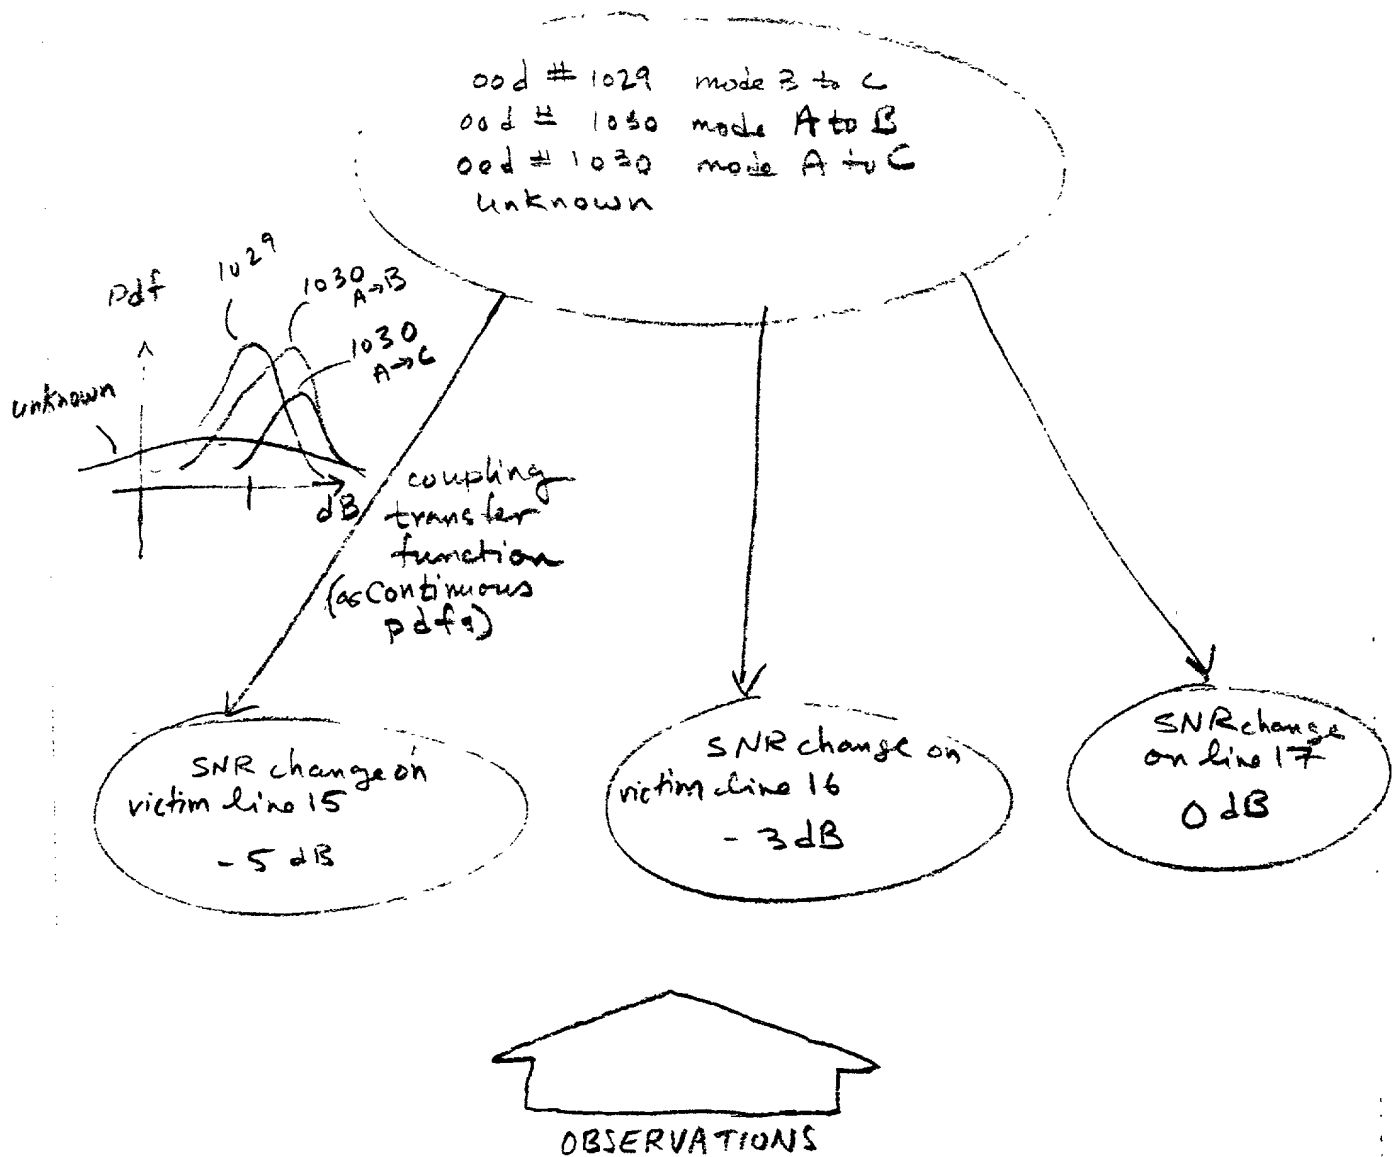 ood # 1029 mode B to C
ood # 1030 mode A to B
ood # 1030 mode A to C
unknown
pdf
1029
1030
A→B
1030
A→C
unknown
dB
coupling
transfer
function
(as continuous
pdfs)
SNR change on
victim line 15
- 5 dB
SNR change on
victim line 16
- 3 dB
SNR change
on line 17
0 dB
OBSERVATIONS